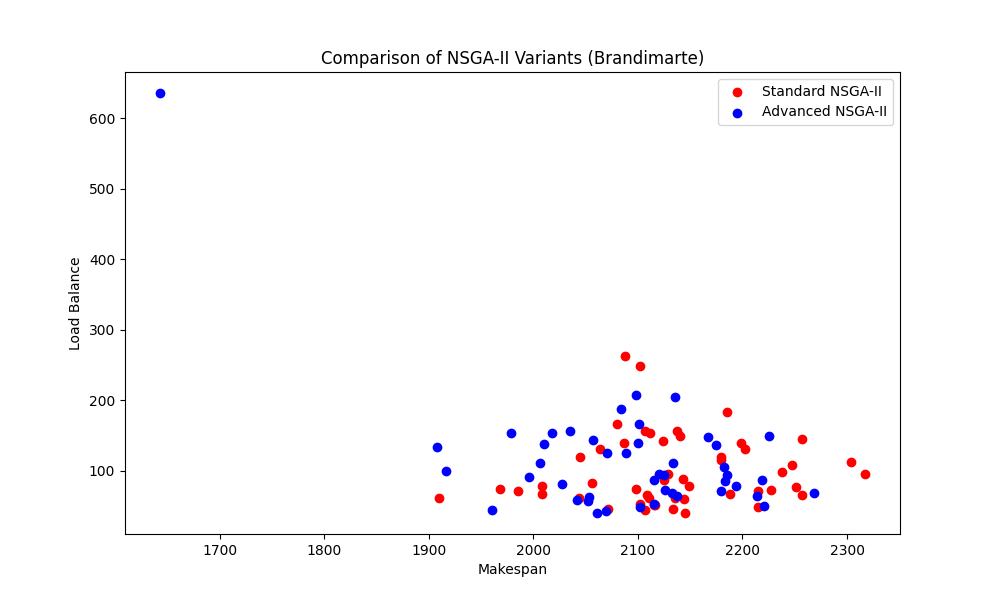 Comparison of NSGA-II Variants (Brandimarte)
Standard NSGA-II
Advanced NSGA-II
600
500
400
300
200
100
Load Balance
1700 1800 1900 2000 2100 2200 2300
Makespan